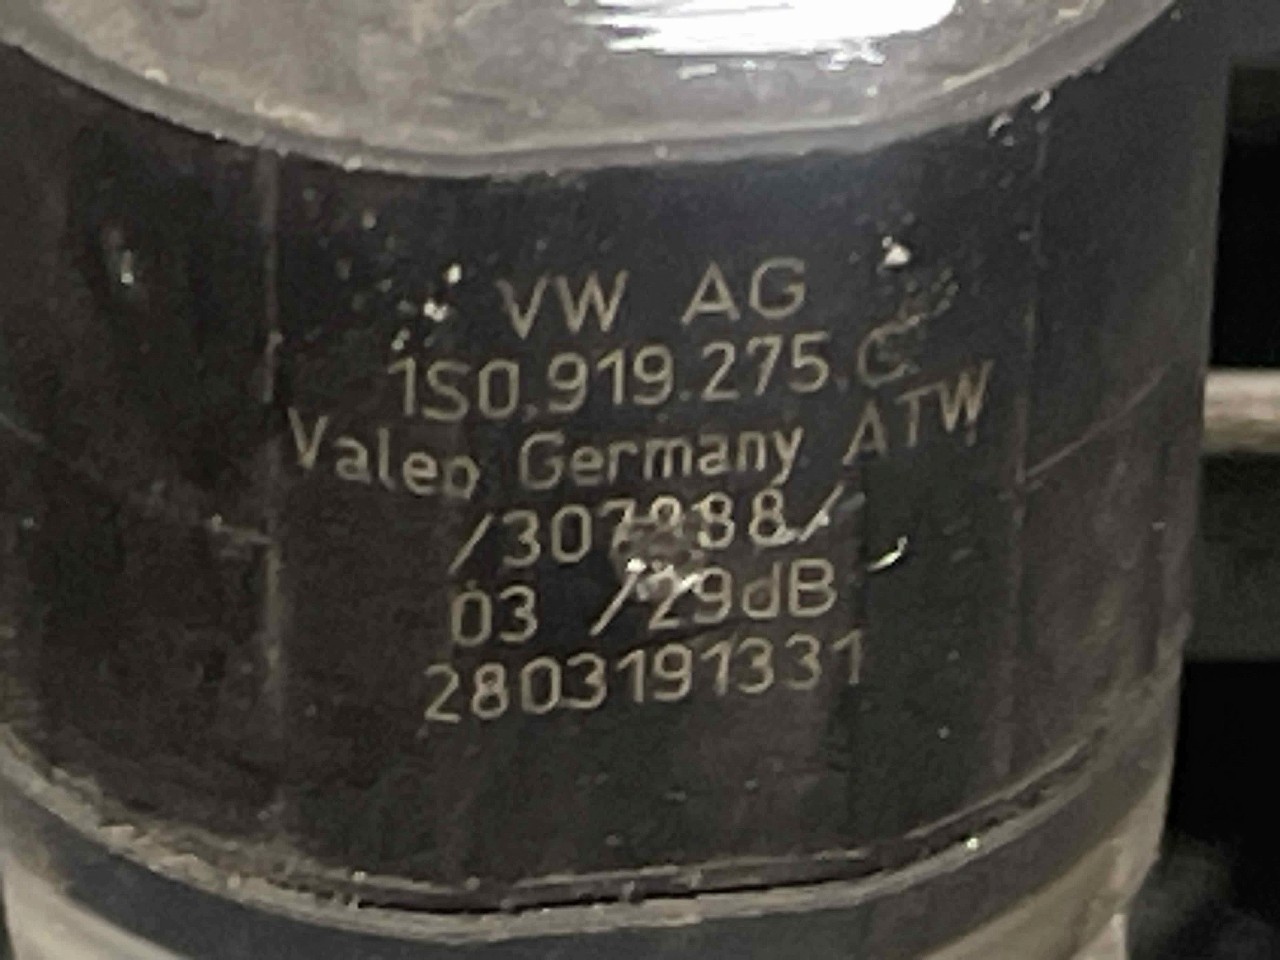 VW AG
1S0.919.275.C
Valeo Germany ATW
03 /29dB
2803191331